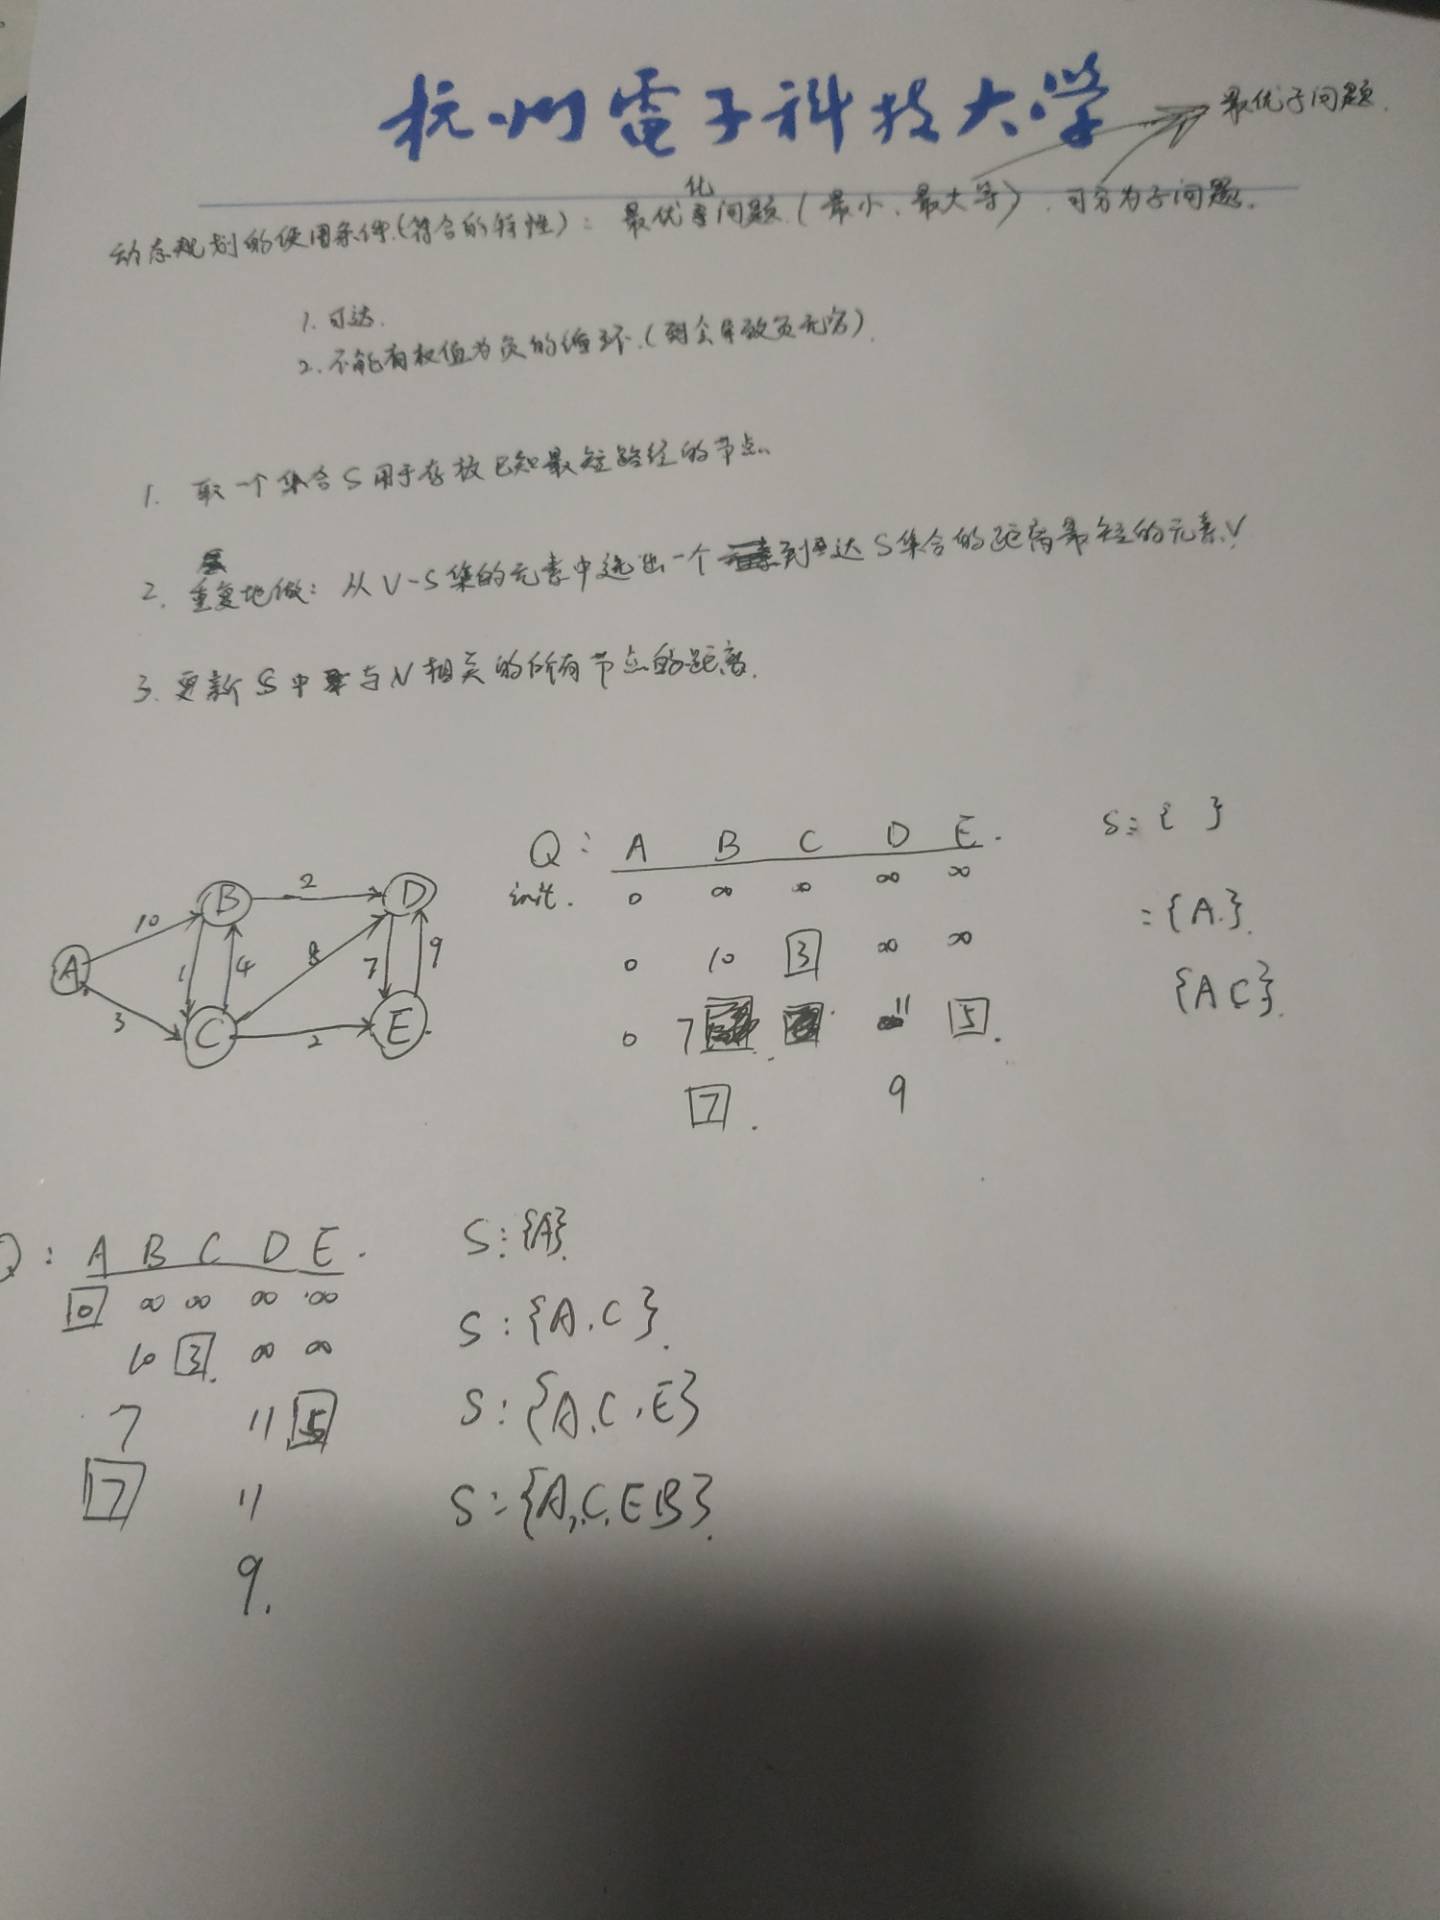 杭州電子科技大学
最优子问题.
化
动态规划的使用条件(符合的特性): 最优问题.(最小、最大等). 可分为子问题.
1. 可达.
2. 不能有权值为负的循环.(则会导致负无穷).
1. 取一个集合S用于存放已知最短路径的节点.
2. 重复地做: 从V-S集的元素中选出一个到达S集合的距离最短的元素V
3. 更新S中与V相关的所有节点的距离.
Q: A B C D E. S: { }
init. 0 ∞ ∞ ∞ ∞
={A.}.
0 10 3 ∞ ∞
{AC}.
0 7 11 5.
7. 9
A B C D E
10 3 1 4 8 2 7 9 2
Q: A B C D E. S: {A}.
0 ∞ ∞ ∞ ∞
10 3. ∞ ∞ S: {A.C}.
7 11 5 S: {A.C.E}
7 11 S={A,C,EB}.
9.